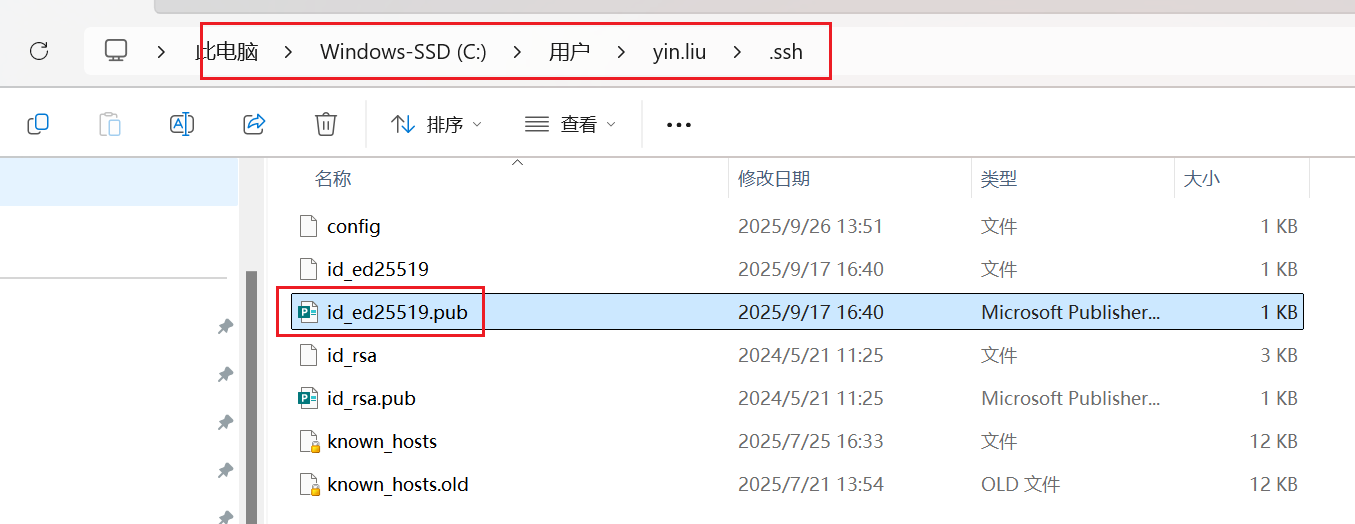 此电脑 > Windows-SSD (C:) > 用户 > yin.liu > .ssh
排序 查看
名称 修改日期 类型 大小
config 2025/9/26 13:51 文件 1 KB
id_ed25519 2025/9/17 16:40 文件 1 KB
id_ed25519.pub 2025/9/17 16:40 Microsoft Publisher... 1 KB
id_rsa 2024/5/21 11:25 文件 3 KB
id_rsa.pub 2024/5/21 11:25 Microsoft Publisher... 1 KB
known_hosts 2025/7/25 16:33 文件 12 KB
known_hosts.old 2025/7/21 13:54 OLD 文件 12 KB